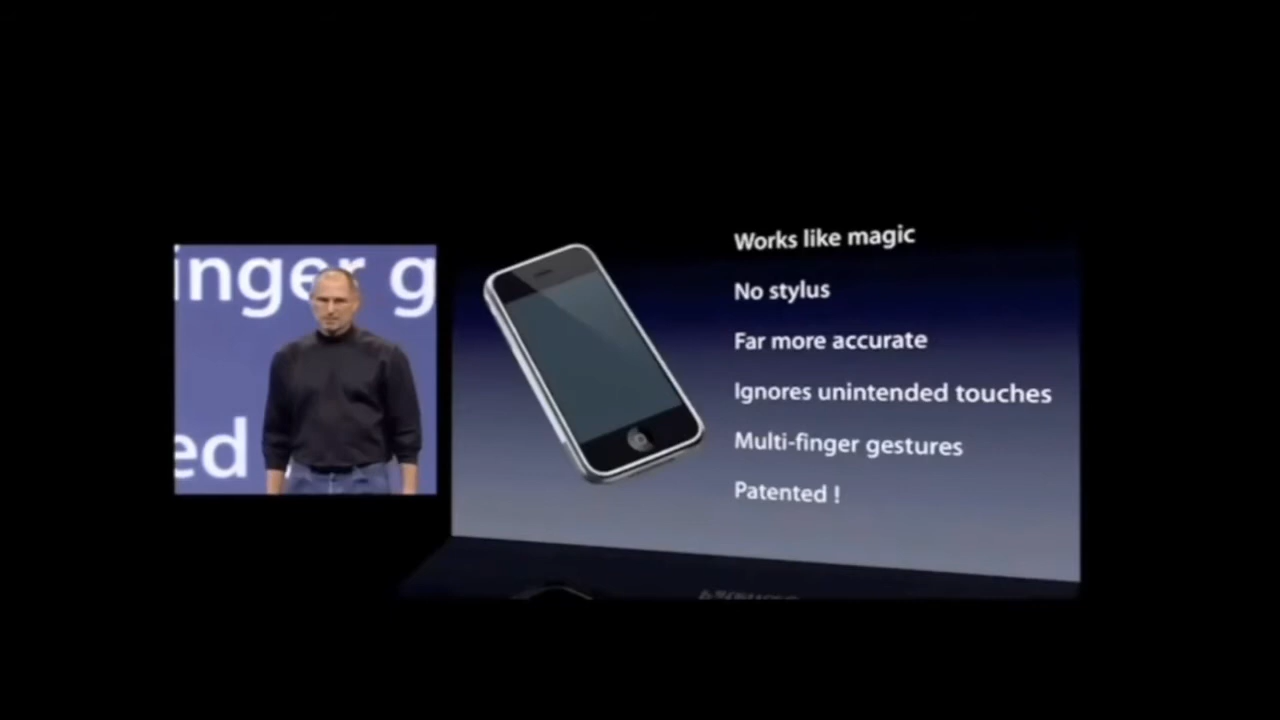 inger g
ed
Works like magic
No stylus
Far more accurate
Ignores unintended touches
Multi-finger gestures
Patented !